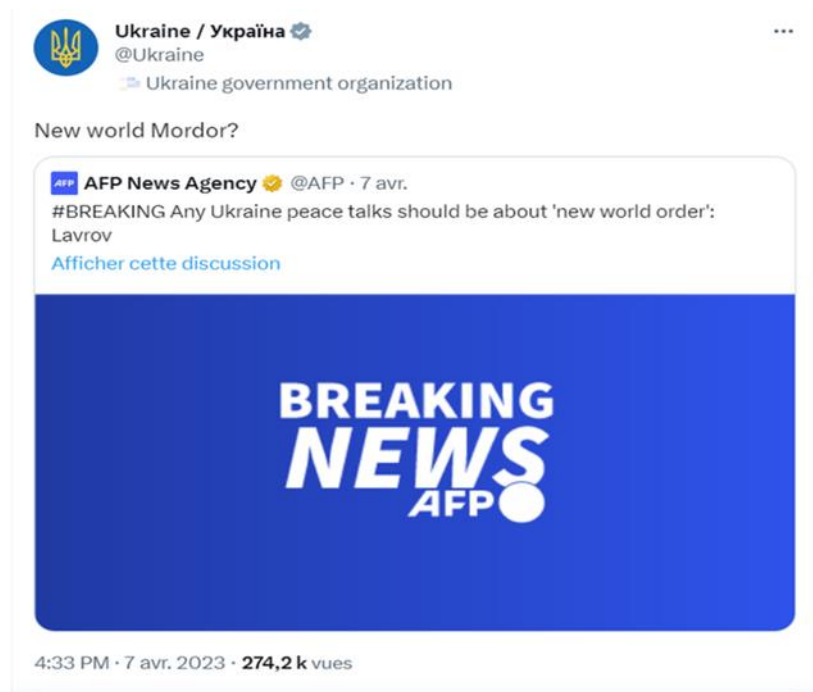 Ukraine / Україна
@Ukraine
Ukraine government organization
New world Mordor?
AFP AFP News Agency @AFP · 7 avr.
#BREAKING Any Ukraine peace talks should be about 'new world order':
Lavrov
Afficher cette discussion
BREAKING
NEWS
AFP
4:33 PM · 7 avr. 2023 · 274,2 k vues